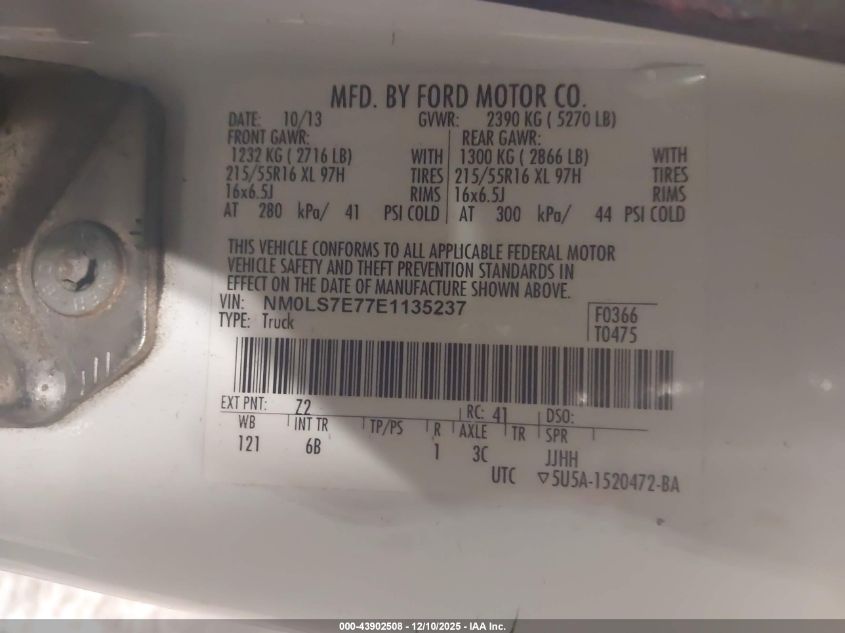 MFD. BY FORD MOTOR CO.
DATE: 10/13 GVWR: 2390 KG ( 5270 LB)
FRONT GAWR: REAR GAWR:
1232 KG ( 2716 LB) WITH 1300 KG ( 2866 LB) WITH
215/55R16 XL 97H TIRES 215/55R16 XL 97H TIRES
16x6.5J RIMS 16x6.5J RIMS
AT 280 kPa/ 41 PSI COLD AT 300 kPa/ 44 PSI COLD
THIS VEHICLE CONFORMS TO ALL APPLICABLE FEDERAL MOTOR
VEHICLE SAFETY AND THEFT PREVENTION STANDARDS IN
EFFECT ON THE DATE OF MANUFACTURE SHOWN ABOVE.
VIN: NM0LS7E77E1135237
TYPE: Truck
F0366
T0475
EXT PNT: Z2 RC: 41 DSO:
WB INT TR TP/PS R AXLE TR SPR
121 6B 1 3C JJHH
UTC ▽5U5A-1520472-BA
000-43902508 - 12/10/2025 - IAA Inc.